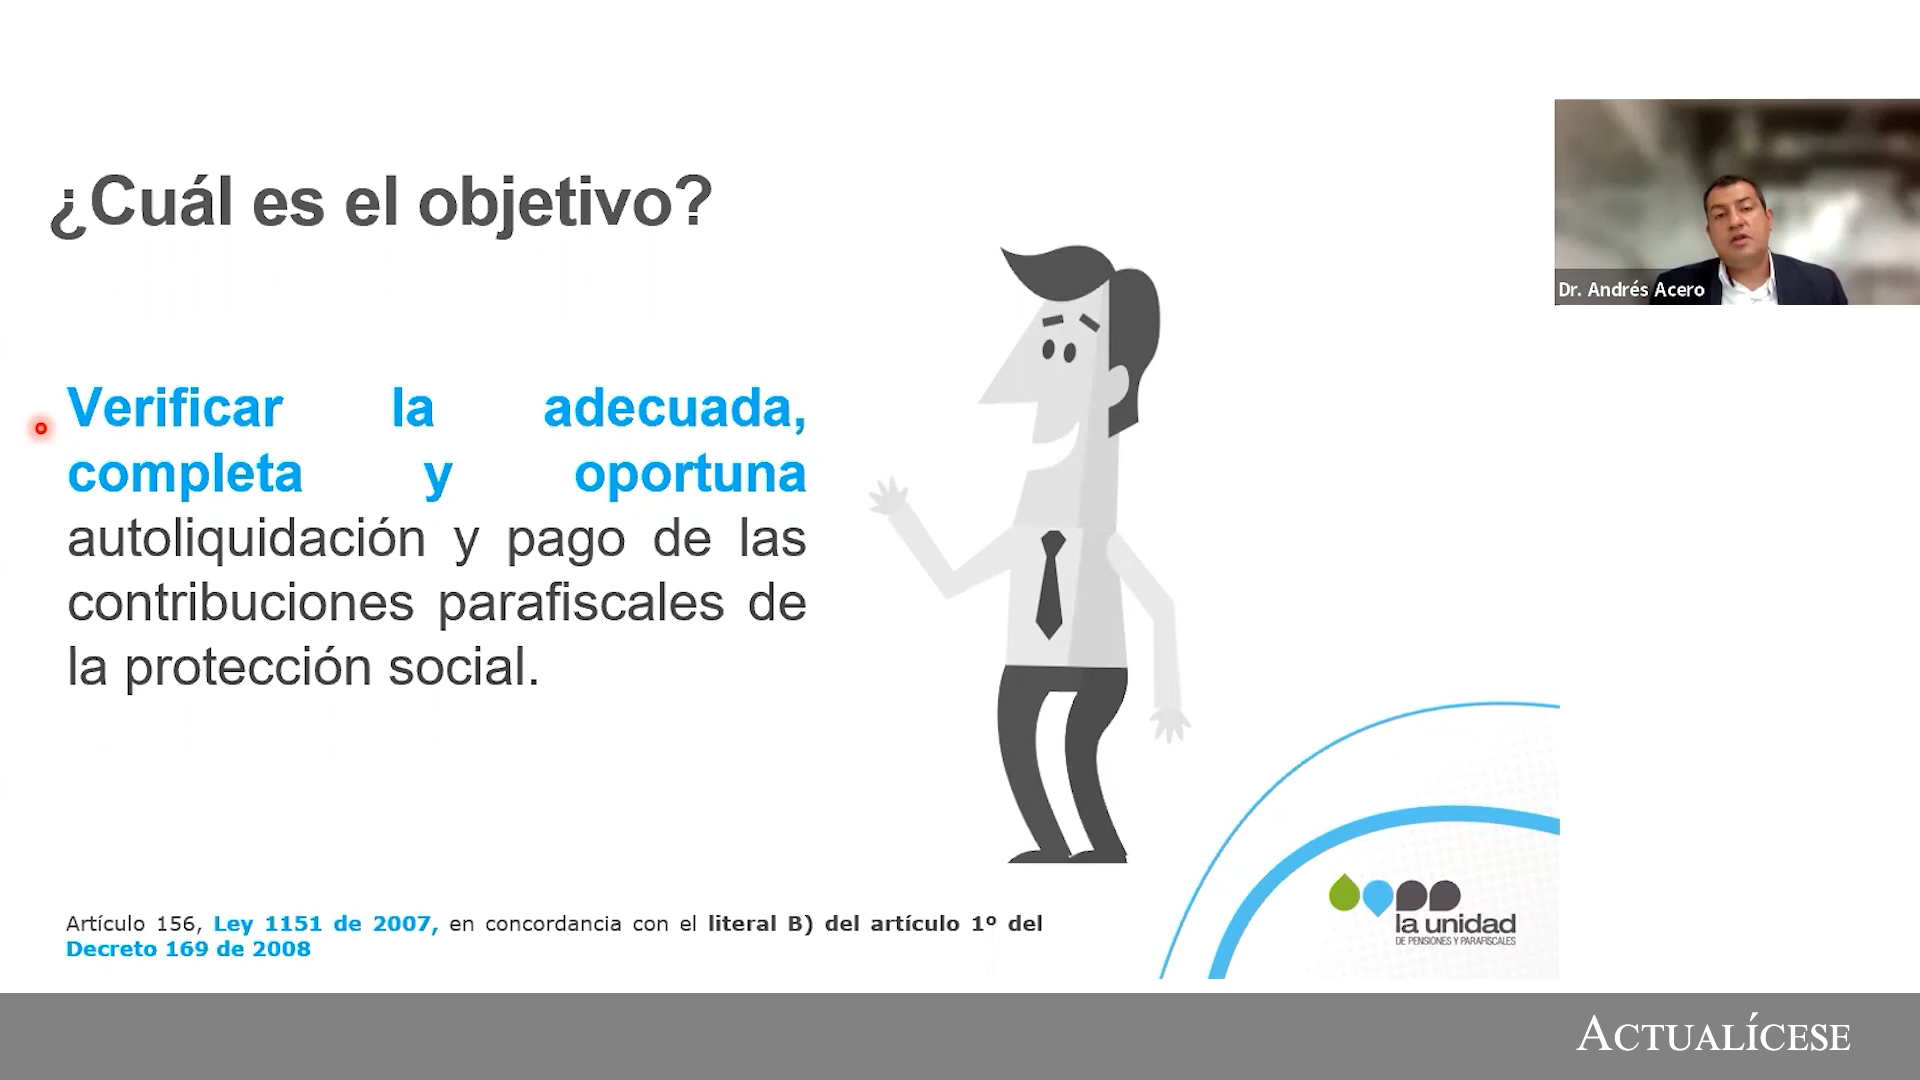 ¿Cuál es el objetivo?
Dr. Andrés Acero
Verificar la adecuada,
completa y oportuna
autoliquidación y pago de las
contribuciones parafiscales de
la protección social.
Artículo 156, Ley 1151 de 2007, en concordancia con el literal B) del artículo 1º del
Decreto 169 de 2008
la unidad
DE PENSIONES Y PARAFISCALES
ACTUALÍCESE